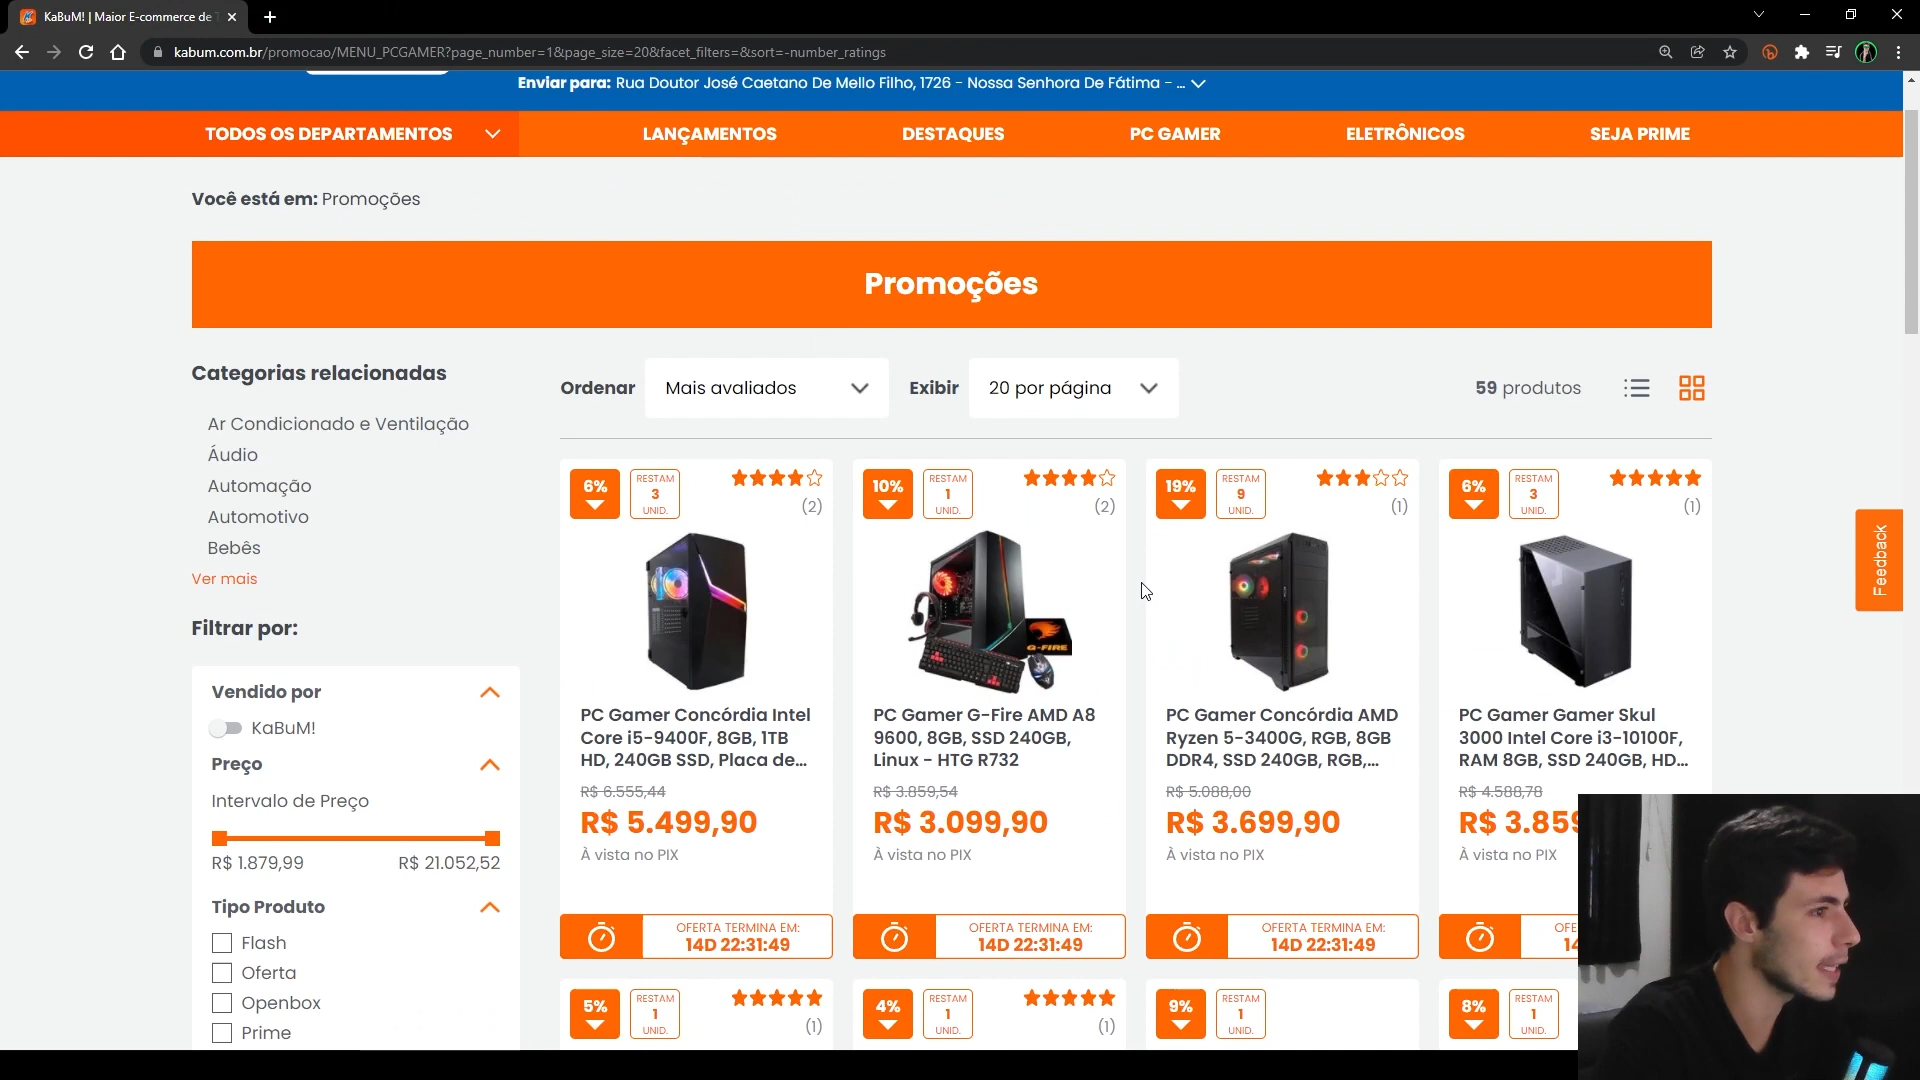 KaBuM! | Maior E-commerce de
kabum.com.br/promocao/MENU_PCGAMER?page_number=1&page_size=20&facet_filters=&sort=-number_ratings
Enviar para: Rua Doutor José Caetano De Mello Filho, 1726 - Nossa Senhora De Fátima - ...
TODOS OS DEPARTAMENTOS
LANÇAMENTOS
DESTAQUES
PC GAMER
ELETRÔNICOS
SEJA PRIME
Você está em: Promoções
Promoções
Categorias relacionadas
Ar Condicionado e Ventilação
Áudio
Automação
Automotivo
Bebês
Ver mais
Filtrar por:
Vendido por
KaBuM!
Preço
Intervalo de Preço
R$ 1.879,99
R$ 21.052,52
Tipo Produto
Flash
Oferta
Openbox
Prime
Ordenar
Mais avaliados
Exibir
20 por página
59 produtos
6%
RESTAM
3
UNID.
(2)
PC Gamer Concórdia Intel
Core i5-9400F, 8GB, 1TB
HD, 240GB SSD, Placa de...
R$ 6.555,44
R$ 5.499,90
À vista no PIX
OFERTA TERMINA EM:
14D 22:31:49
10%
RESTAM
1
UNID.
(2)
G-FIRE
PC Gamer G-Fire AMD A8
9600, 8GB, SSD 240GB,
Linux - HTG R732
R$ 3.859,54
R$ 3.099,90
À vista no PIX
OFERTA TERMINA EM:
14D 22:31:49
19%
RESTAM
9
UNID.
(1)
PC Gamer Concórdia AMD
Ryzen 5-3400G, RGB, 8GB
DDR4, SSD 240GB, RGB,...
R$ 5.088,00
R$ 3.699,90
À vista no PIX
OFERTA TERMINA EM:
14D 22:31:49
6%
RESTAM
3
UNID.
(1)
PC Gamer Gamer Skul
3000 Intel Core i3-10100F,
RAM 8GB, SSD 240GB, HD...
R$ 4.588,78
R$ 3.859
À vista no PIX
OFE
14
5%
RESTAM
1
UNID.
(1)
4%
RESTAM
1
UNID.
(1)
9%
RESTAM
1
UNID.
8%
RESTAM
1
UNID.
Feedback